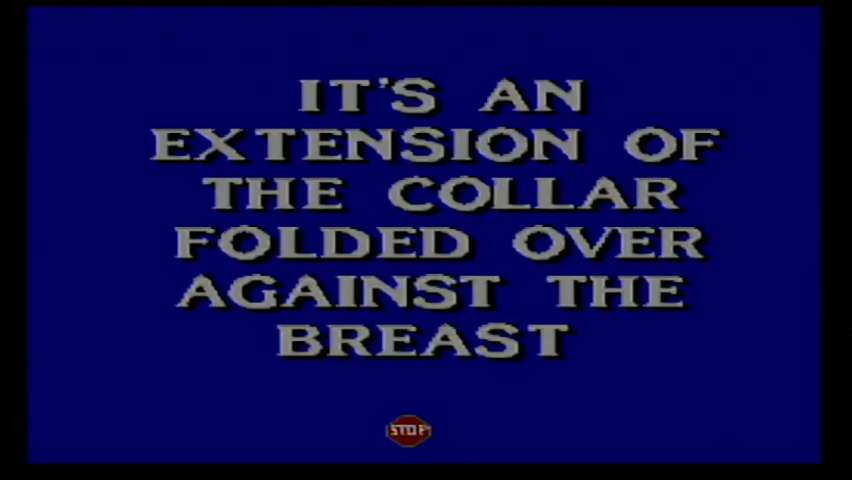 IT'S AN
EXTENSION OF
THE COLLAR
FOLDED OVER
AGAINST THE
BREAST
STOP